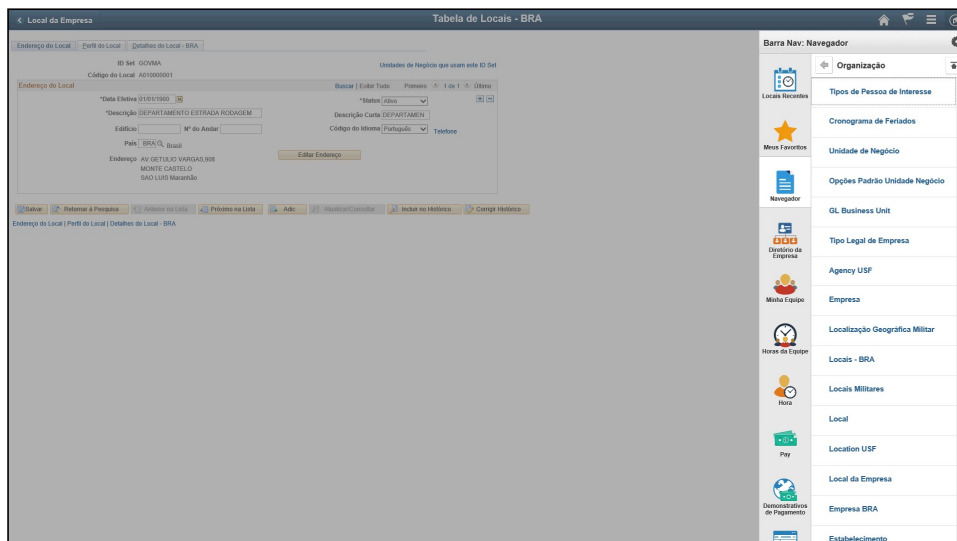 Local da Empresa
Tabela de Locais - BRA
Endereço do Local Perfil do Local Detalhes do Local - BRA
ID Set GOVMA
Unidades de Negócio que usam este ID Set
Código do Local A010000001
Endereço do Local Buscar | Exibir Tudo Primeiro 1 de 1 Último
*Data Efetiva 01/01/1900 *Status Ativo
*Descrição DEPARTAMENTO ESTRADA RODAGEM Descrição Curta DEPARTAMEN
Edifício Nº do Andar Código do Idioma Português Telefone
País BRA Brasil
Editar Endereço
Endereço AV.GETULIO VARGAS,908
MONTE CASTELO
SAO LUIS Maranhão
Salvar Retornar à Pesquisa Anterior na Lista Próximo na Lista Adic Atualizar/Consultar Incluir no Histórico Corrigir Histórico
Endereço do Local | Perfil do Local | Detalhes do Local - BRA
Barra Nav: Navegador
Locais Recentes
Meus Favoritos
Navegador
Diretório da
Empresa
Minha Equipe
Horas da Equipe
Hora
Pay
Demonstrativos
de Pagamento
Organização
Tipos de Pessoa de Interesse
Cronograma de Feriados
Unidade de Negócio
Opções Padrão Unidade Negócio
GL Business Unit
Tipo Legal de Empresa
Agency USF
Empresa
Localização Geográfica Militar
Locais - BRA
Locais Militares
Local
Location USF
Local da Empresa
Empresa BRA
Estabelecimento